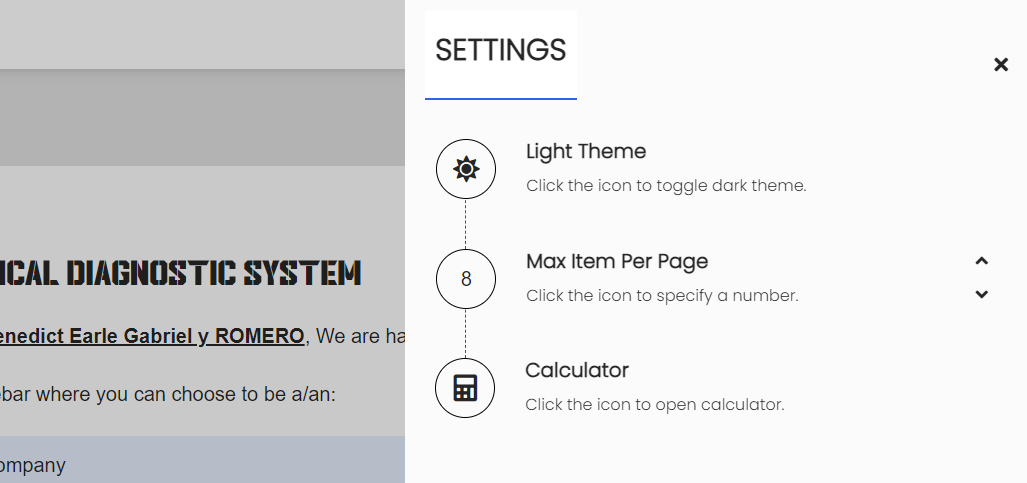 SETTINGS
Light Theme
Click the icon to toggle dark theme.
8
Max Item Per Page
Click the icon to specify a number.
Calculator
Click the icon to open calculator.
ICAL DIAGNOSTIC SYSTEM
enedict Earle Gabriel y ROMERO, We are ha
ebar where you can choose to be a/an:
ompany